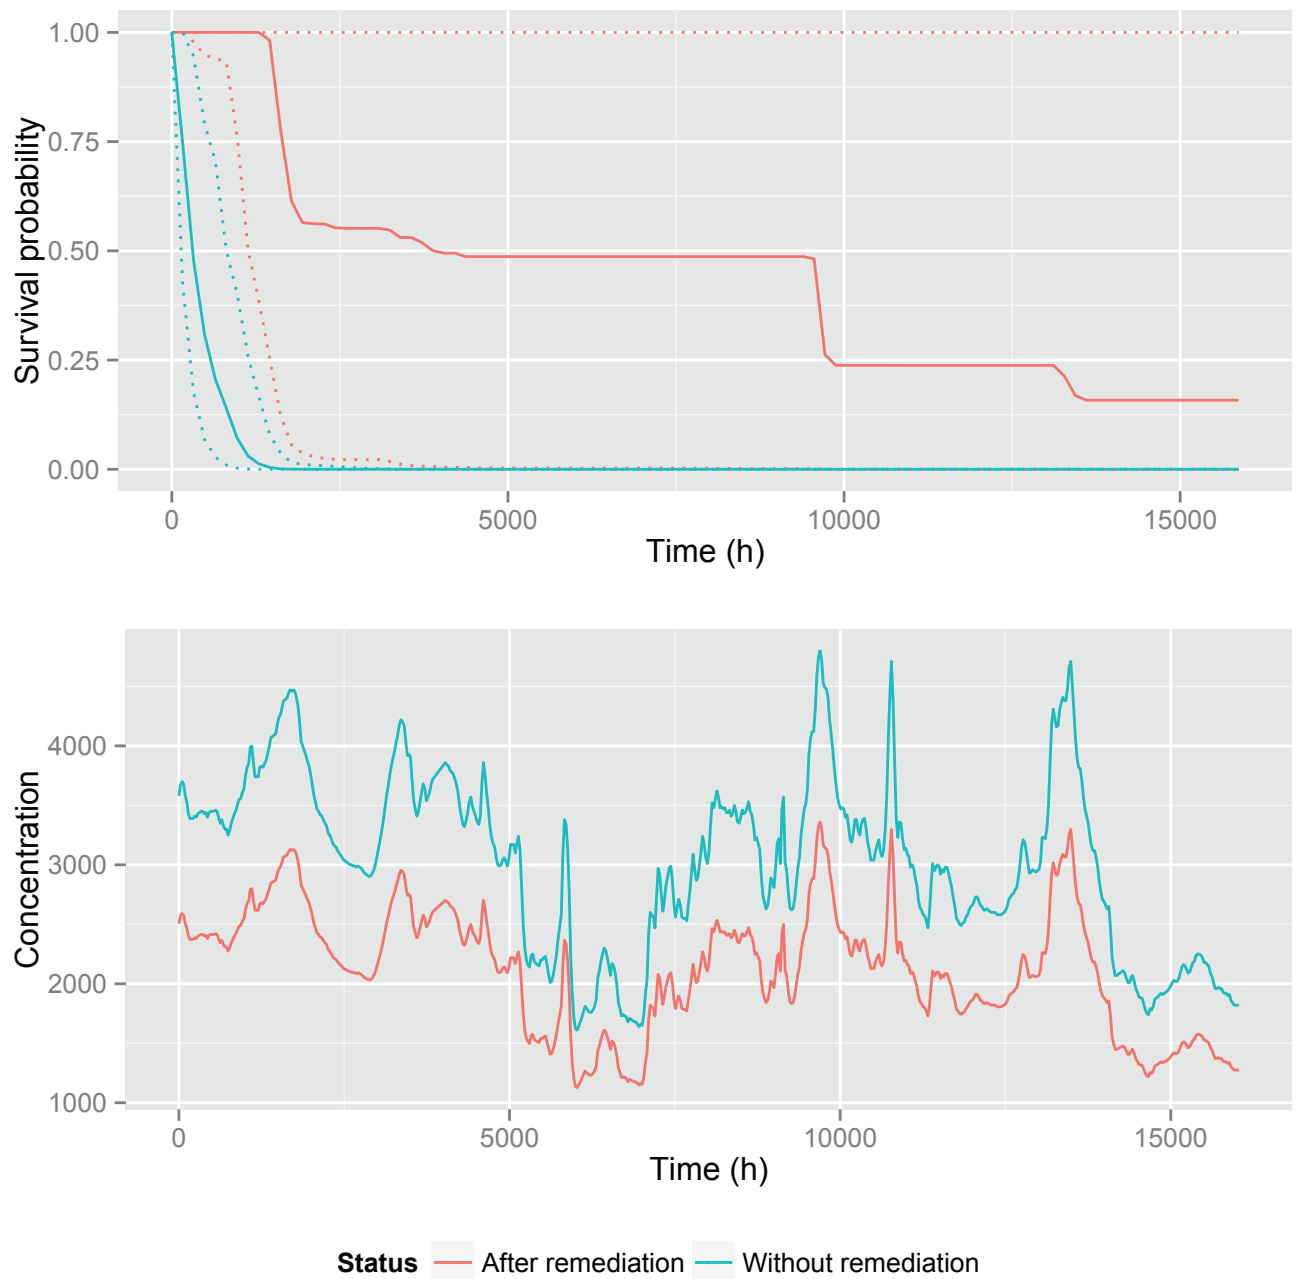 Survival probability
1.00
0.75
0.50
0.25
0.00
0 5000 10000 15000
Time (h)
Concentration
4000
3000
2000
1000
0 5000 10000 15000
Time (h)
Status After remediation Without remediation